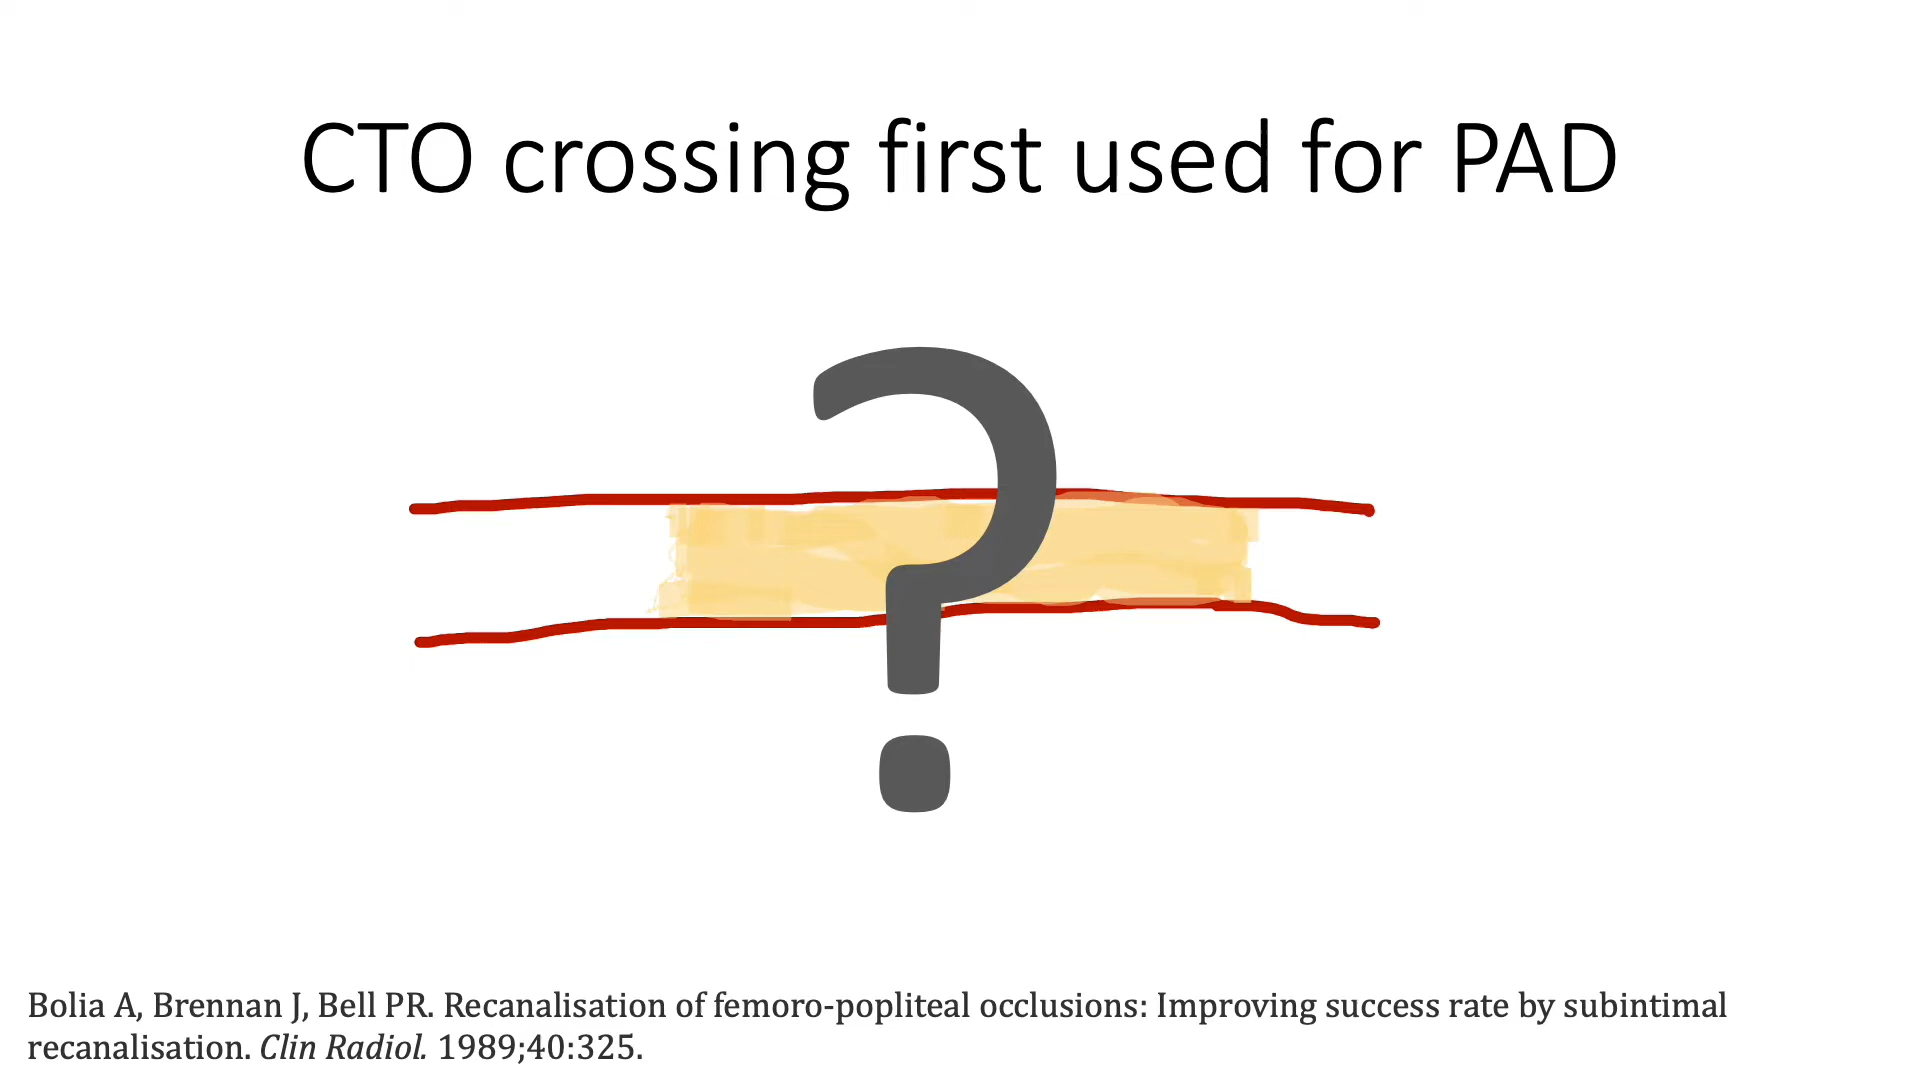 CTO crossing first used for PAD
?
Bolia A, Brennan J, Bell PR. Recanalisation of femoro-popliteal occlusions: Improving success rate by subintimal
recanalisation. Clin Radiol. 1989;40:325.